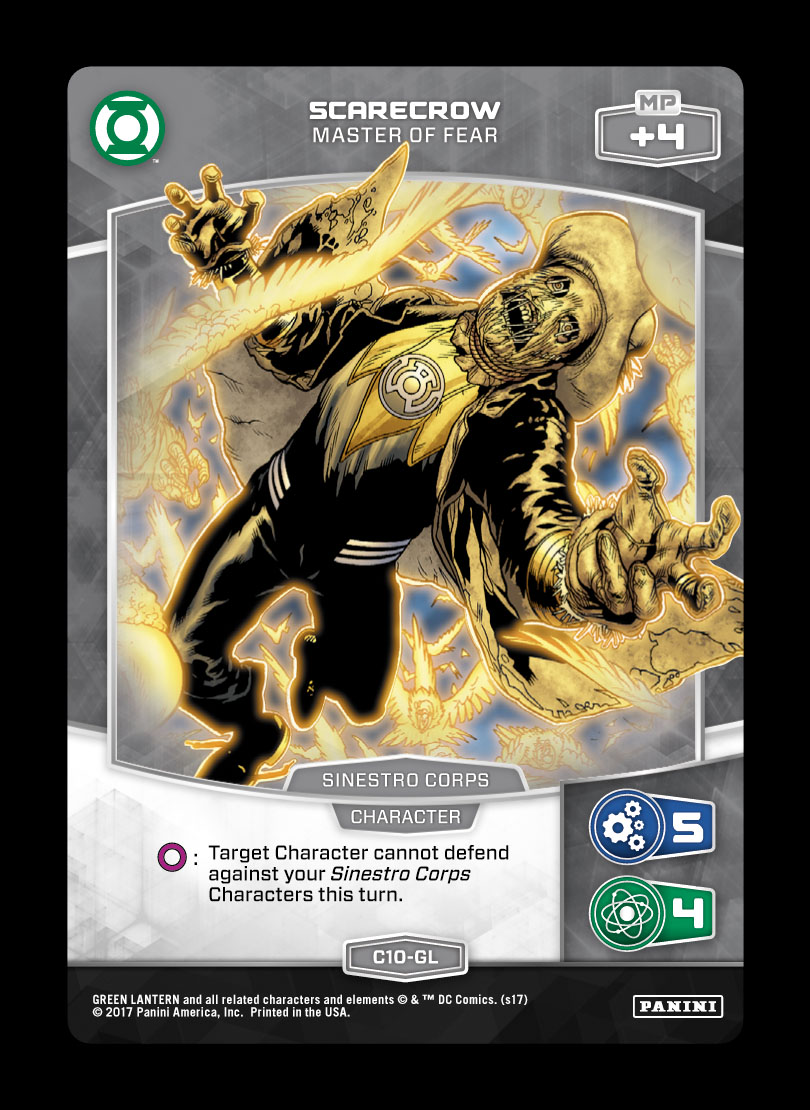 SCARECROW
MASTER OF FEAR
MP
+4
™
SINESTRO CORPS
CHARACTER
: Target Character cannot defend
against your Sinestro Corps
Characters this turn.
5
4
C10-GL
GREEN LANTERN and all related characters and elements © & ™ DC Comics. (s17)
© 2017 Panini America, Inc. Printed in the USA.
PANINI